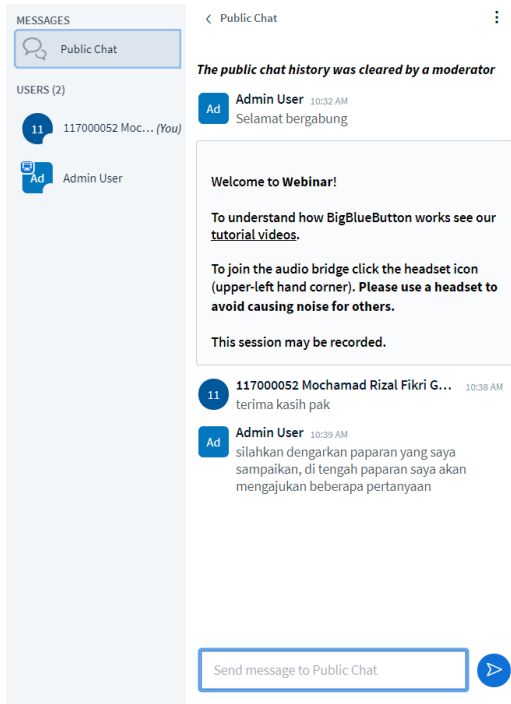 MESSAGES
Public Chat
USERS (2)
11
117000052 Moc... (You)
Ad
Admin User
Public Chat
The public chat history was cleared by a moderator
Ad
Admin User 10:32 AM
Selamat bergabung
Welcome to Webinar!
To understand how BigBlueButton works see our
tutorial videos.
To join the audio bridge click the headset icon
(upper-left hand corner). Please use a headset to
avoid causing noise for others.
This session may be recorded.
11
117000052 Mochamad Rizal Fikri G... 10:38 AM
terima kasih pak
Ad
Admin User 10:39 AM
silahkan dengarkan paparan yang saya
sampaikan, di tengah paparan saya akan
mengajukan beberapa pertanyaan
Send message to Public Chat